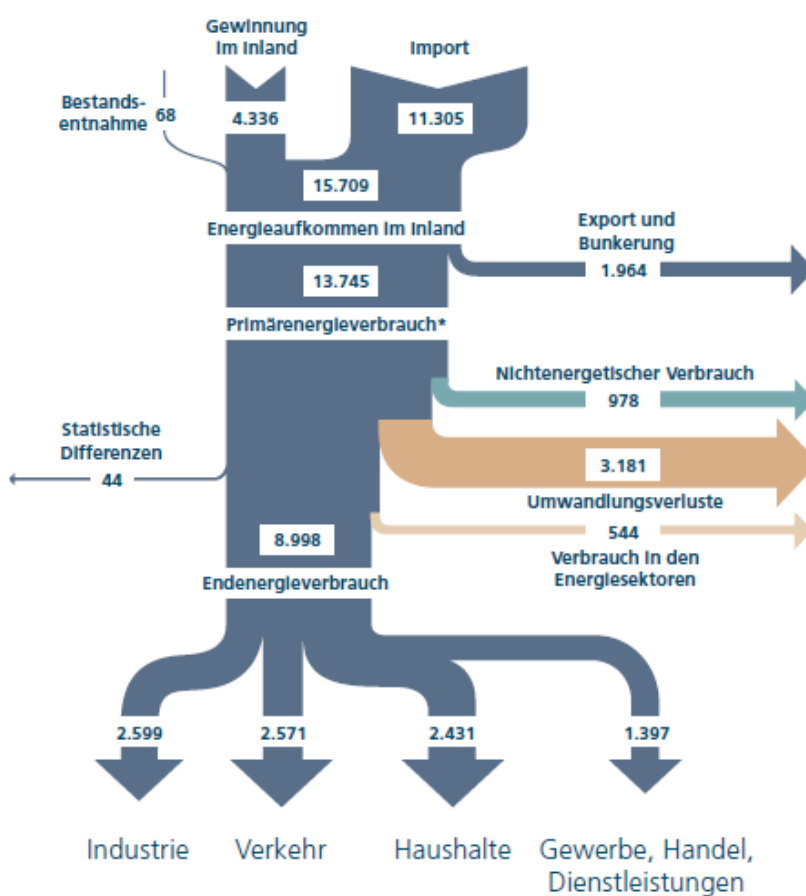 Gewinnung
im Inland
Import
Bestands-
entnahme
68
4.336
11.305
15.709
Energieaufkommen im Inland
Export und
Bunkerung
1.964
13.745
Primärenergieverbrauch*
Nichtenergetischer Verbrauch
978
Statistische
Differenzen
44
3.181
Umwandlungsverluste
544
Verbrauch in den
Energiesektoren
8.998
Endenergieverbrauch
2.599
2.571
2.431
1.397
Industrie
Verkehr
Haushalte
Gewerbe, Handel,
Dienstleistungen